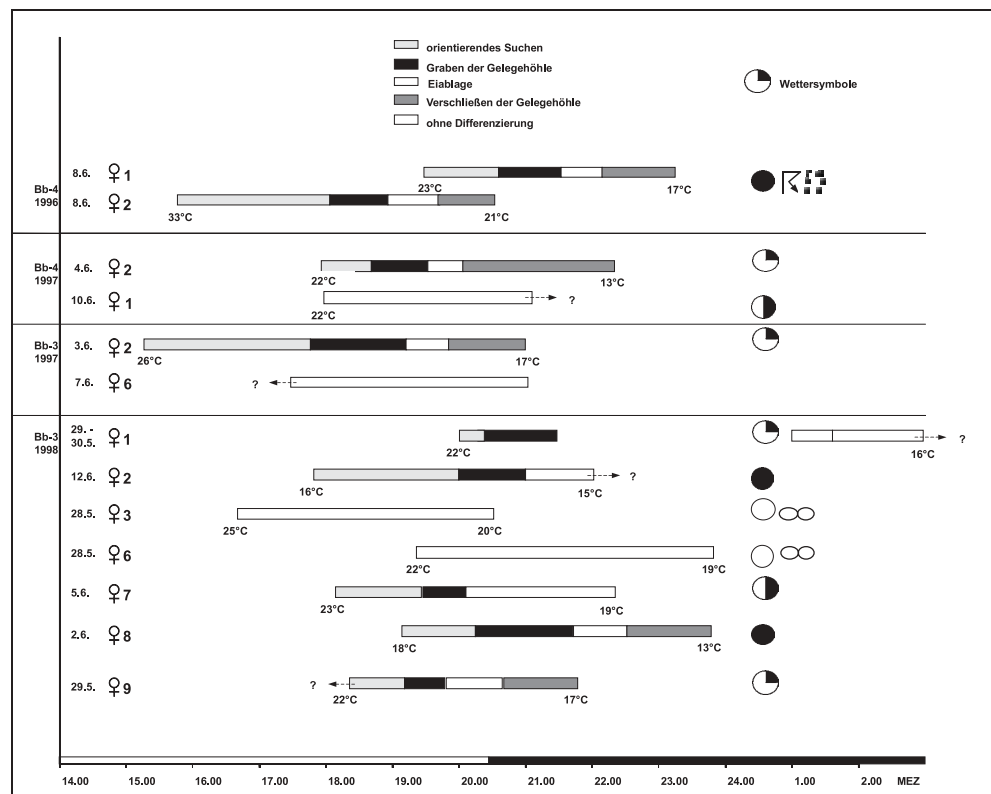 orientierendes Suchen
Graben der Gelegehöhle
Eiablage
Verschließen der Gelegehöhle
ohne Differenzierung
Wettersymbole
Bb-4
1996
8.6. ♀1
23°C 17°C
8.6. ♀2
33°C 21°C
Bb-4
1997
4.6. ♀2
22°C 13°C
10.6. ♀1 ?
22°C
Bb-3
1997
3.6. ♀2
26°C 17°C
7.6. ? ♀6
Bb-3
1998
29. -
30.5. ♀1 ?
22°C 16°C
12.6. ♀2 ?
16°C 15°C
28.5. ♀3
25°C 20°C
28.5. ♀6
22°C 19°C
5.6. ♀7
23°C 19°C
2.6. ♀8
18°C 13°C
29.5. ♀9 ?
22°C 17°C
14.00 15.00 16.00 17.00 18.00 19.00 20.00 21.00 22.00 23.00 24.00 1.00 2.00 MEZ